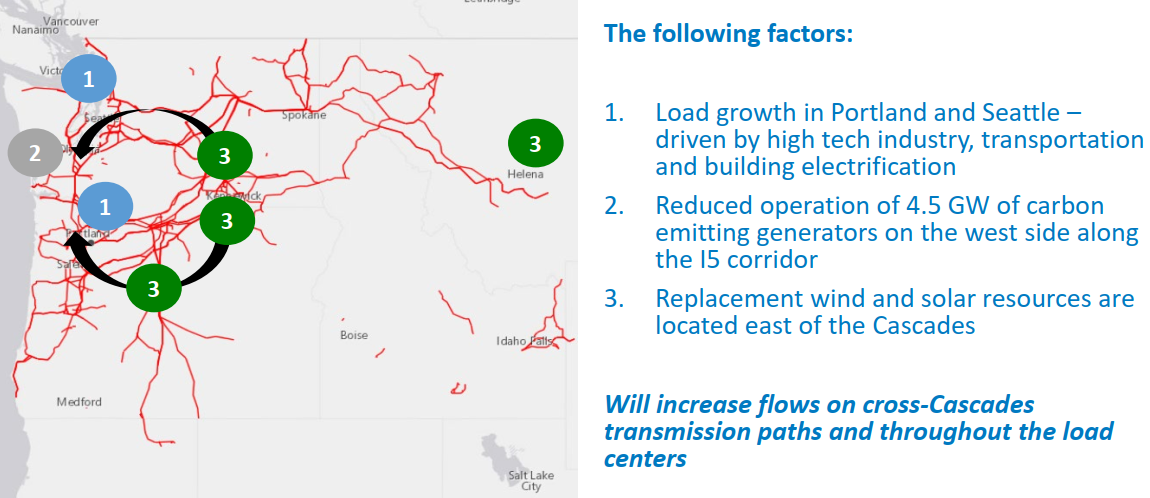 Lethbridge
Vancouver
Nanaimo
Victo
1
Seattle
Spokane
2
Olympia
3
3
Helena
Kennewick
1
3
Portland
Salem
3
Boise
Idaho Falls
Medford
Salt Lake
City
The following factors:
1. Load growth in Portland and Seattle –
driven by high tech industry, transportation
and building electrification
2. Reduced operation of 4.5 GW of carbon
emitting generators on the west side along
the I5 corridor
3. Replacement wind and solar resources are
located east of the Cascades
Will increase flows on cross-Cascades
transmission paths and throughout the load
centers